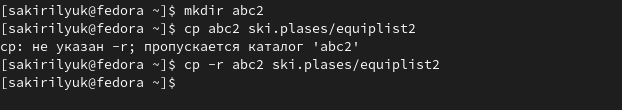 [sakirilyuk@fedora ~]$ mkdir abc2
[sakirilyuk@fedora ~]$ cp abc2 ski.plases/equiplist2
cp: не указан -r; пропускается каталог 'abc2'
[sakirilyuk@fedora ~]$ cp -r abc2 ski.plases/equiplist2
[sakirilyuk@fedora ~]$